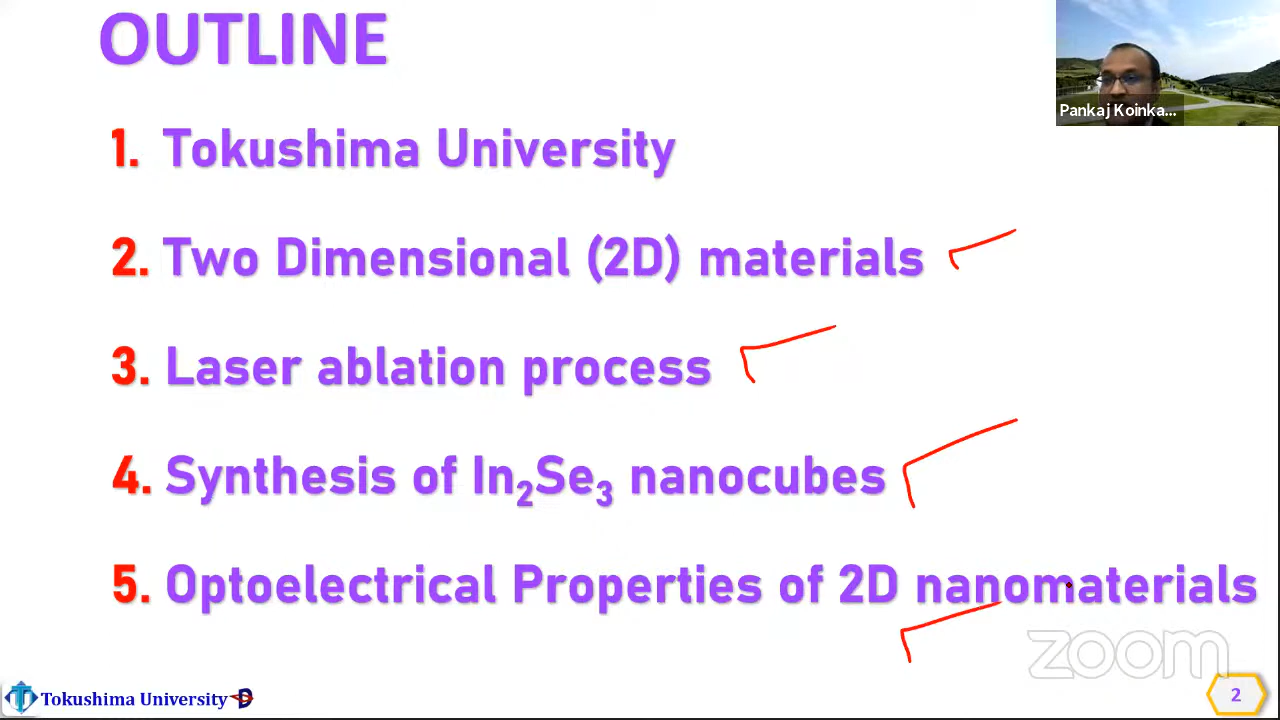 OUTLINE
Pankaj Koinka...
1. Tokushima University
2. Two Dimensional (2D) materials
3. Laser ablation process
4. Synthesis of In₂Se₃ nanocubes
5. Optoelectrical Properties of 2D nanomaterials
zoom
Tokushima University
2